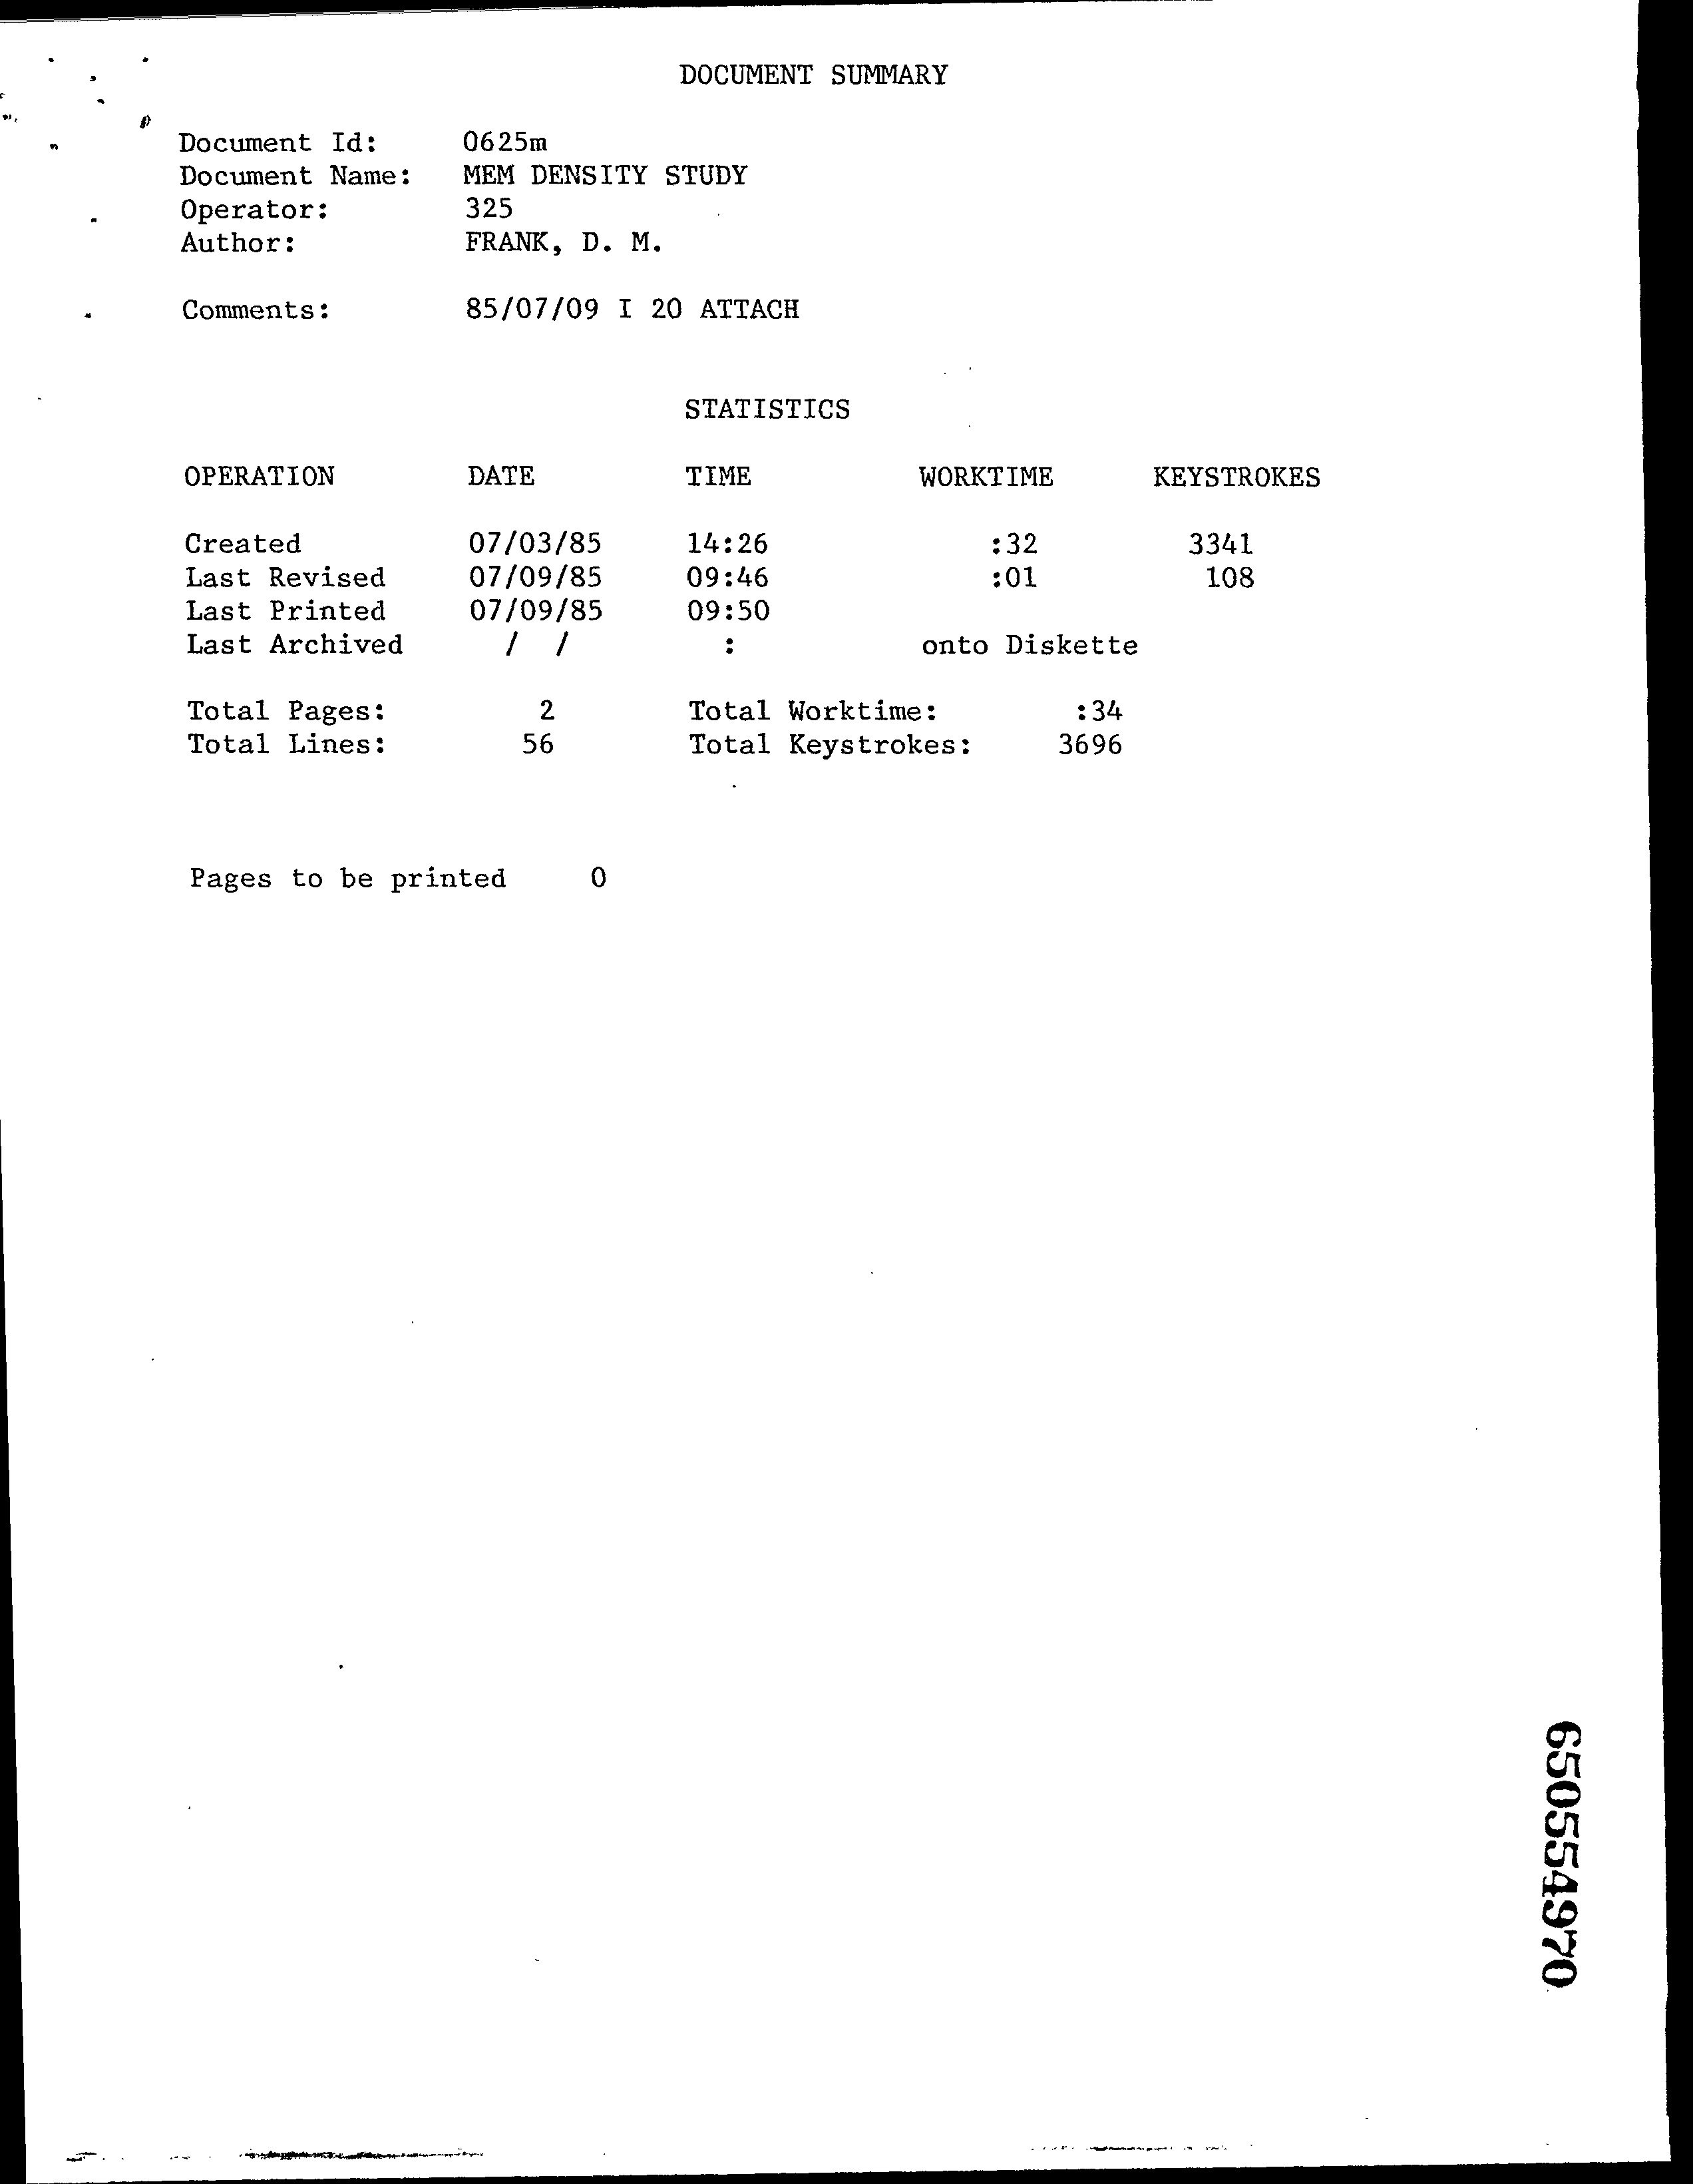 DOCUMENT SUMMARY
Document Id: 0625m
Document Name: MEM DENSITY STUDY
Operator: 325
Author: FRANK, D. M.
Comments: 85/07/09 I 20 ATTACH
STATISTICS
OPERATION DATE TIME WORKTIME KEYSTROKES
Created 07/03/85 14:26 :32 3341
Last Revised 07/09/85 09:46 :01 108
Last Printed 07/09/85 09:50
Last Archived / / : onto Diskette
Total Pages: 2 Total Worktime: :34
Total Lines: 56 Total Keystrokes: 3696
Pages to be printed 0
650554970